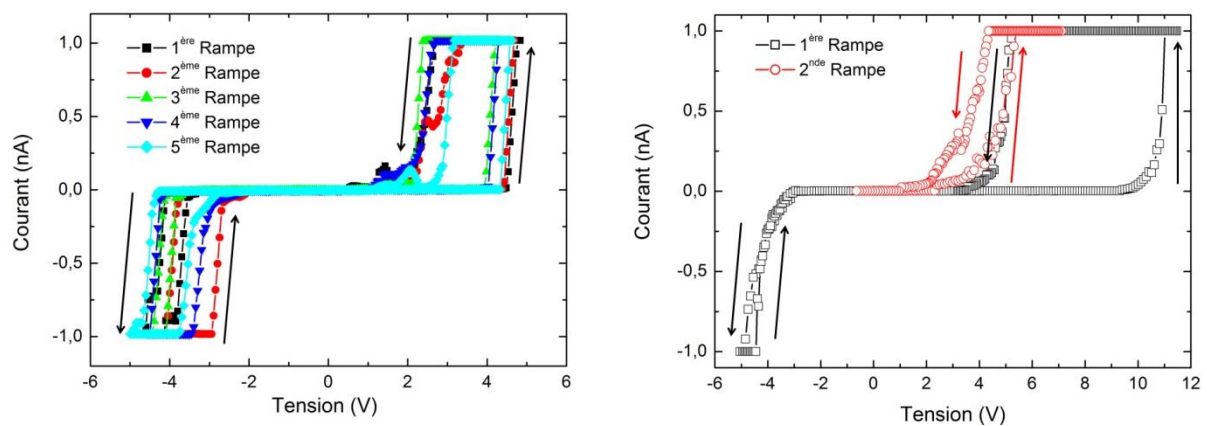 1,0
0,5
0,0
-0,5
-1,0
Courant (nA)
1ère Rampe
2ème Rampe
3ème Rampe
4ème Rampe
5ème Rampe
-6 -4 -2 0 2 4 6
Tension (V)
1,0
0,5
0,0
-0,5
-1,0
Courant (nA)
1ère Rampe
2nde Rampe
-6 -4 -2 0 2 4 6 8 10 12
Tension (V)